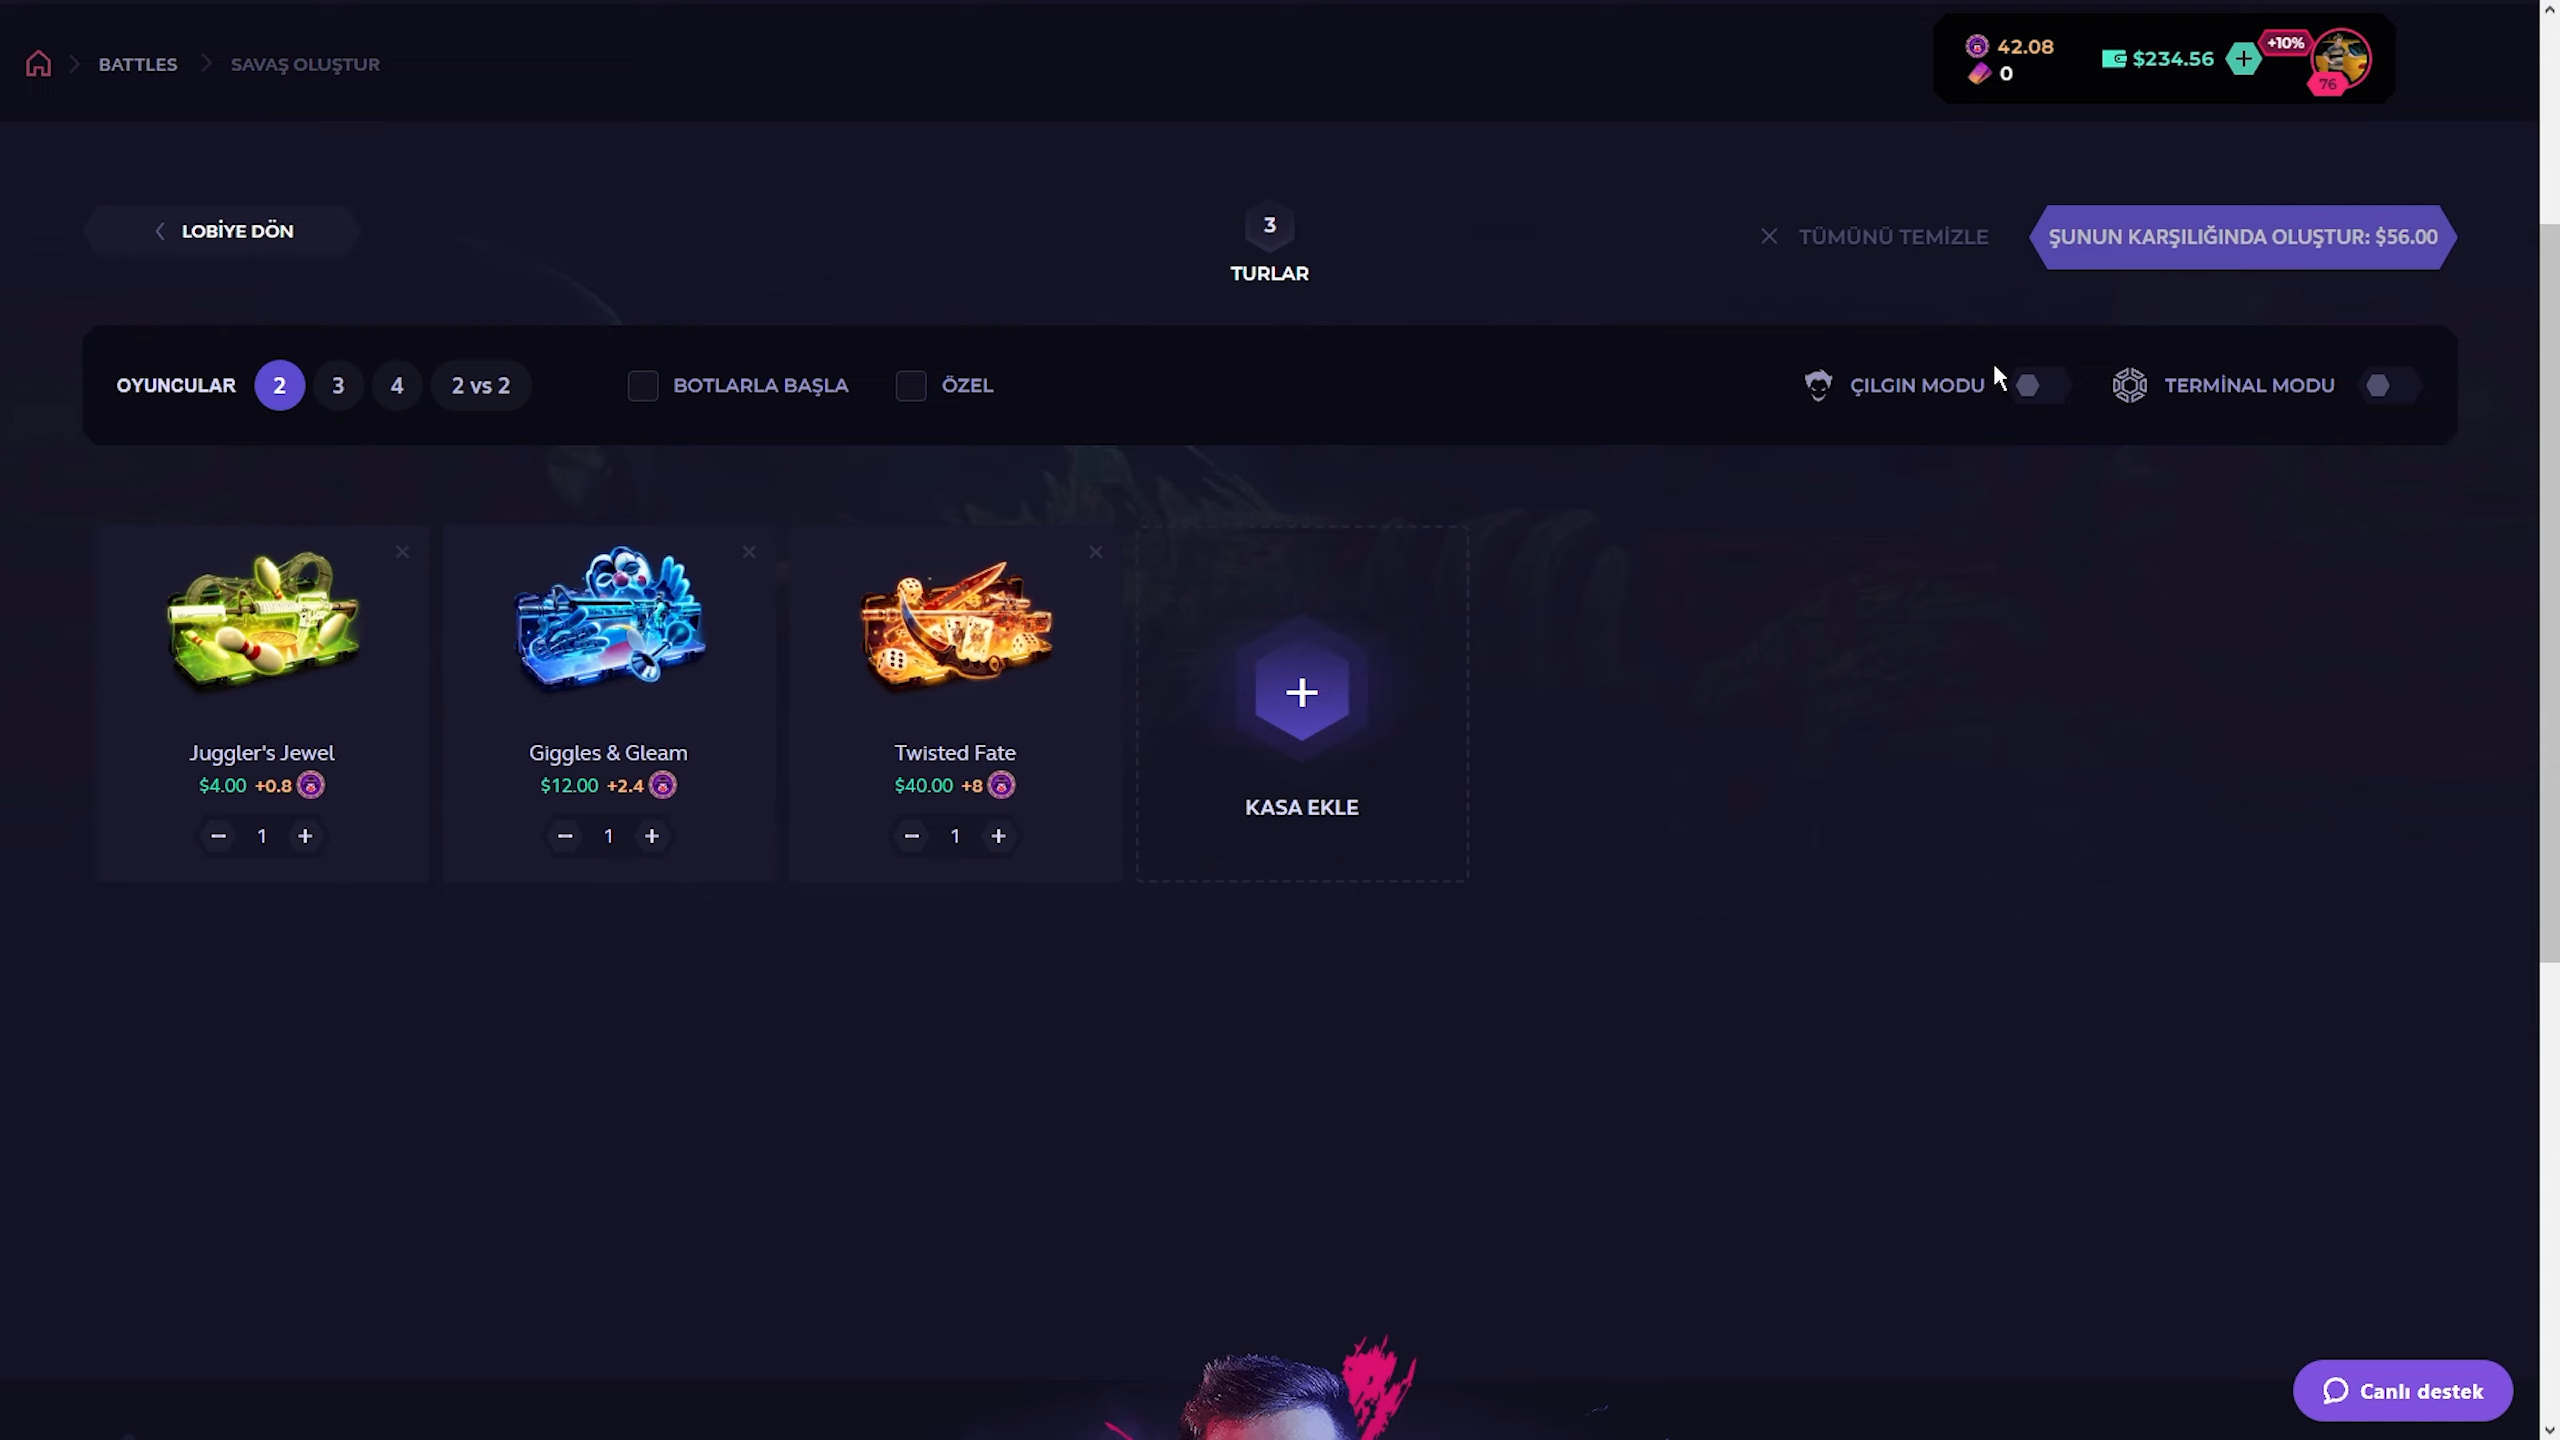 BATTLES
SAVAŞ OLUŞTUR
42.08
0
$234.56
+10%
76
LOBİYE DÖN
3
TURLAR
TÜMÜNÜ TEMİZLE
ŞUNUN KARŞILIĞINDA OLUŞTUR: $56.00
OYUNCULAR
2
3
4
2 vs 2
BOTLARLA BAŞLA
ÖZEL
ÇILGIN MODU
TERMİNAL MODU
Juggler's Jewel
$4.00 +0.8
1
Giggles & Gleam
$12.00 +2.4
1
Twisted Fate
$40.00 +8
1
KASA EKLE
Canlı destek